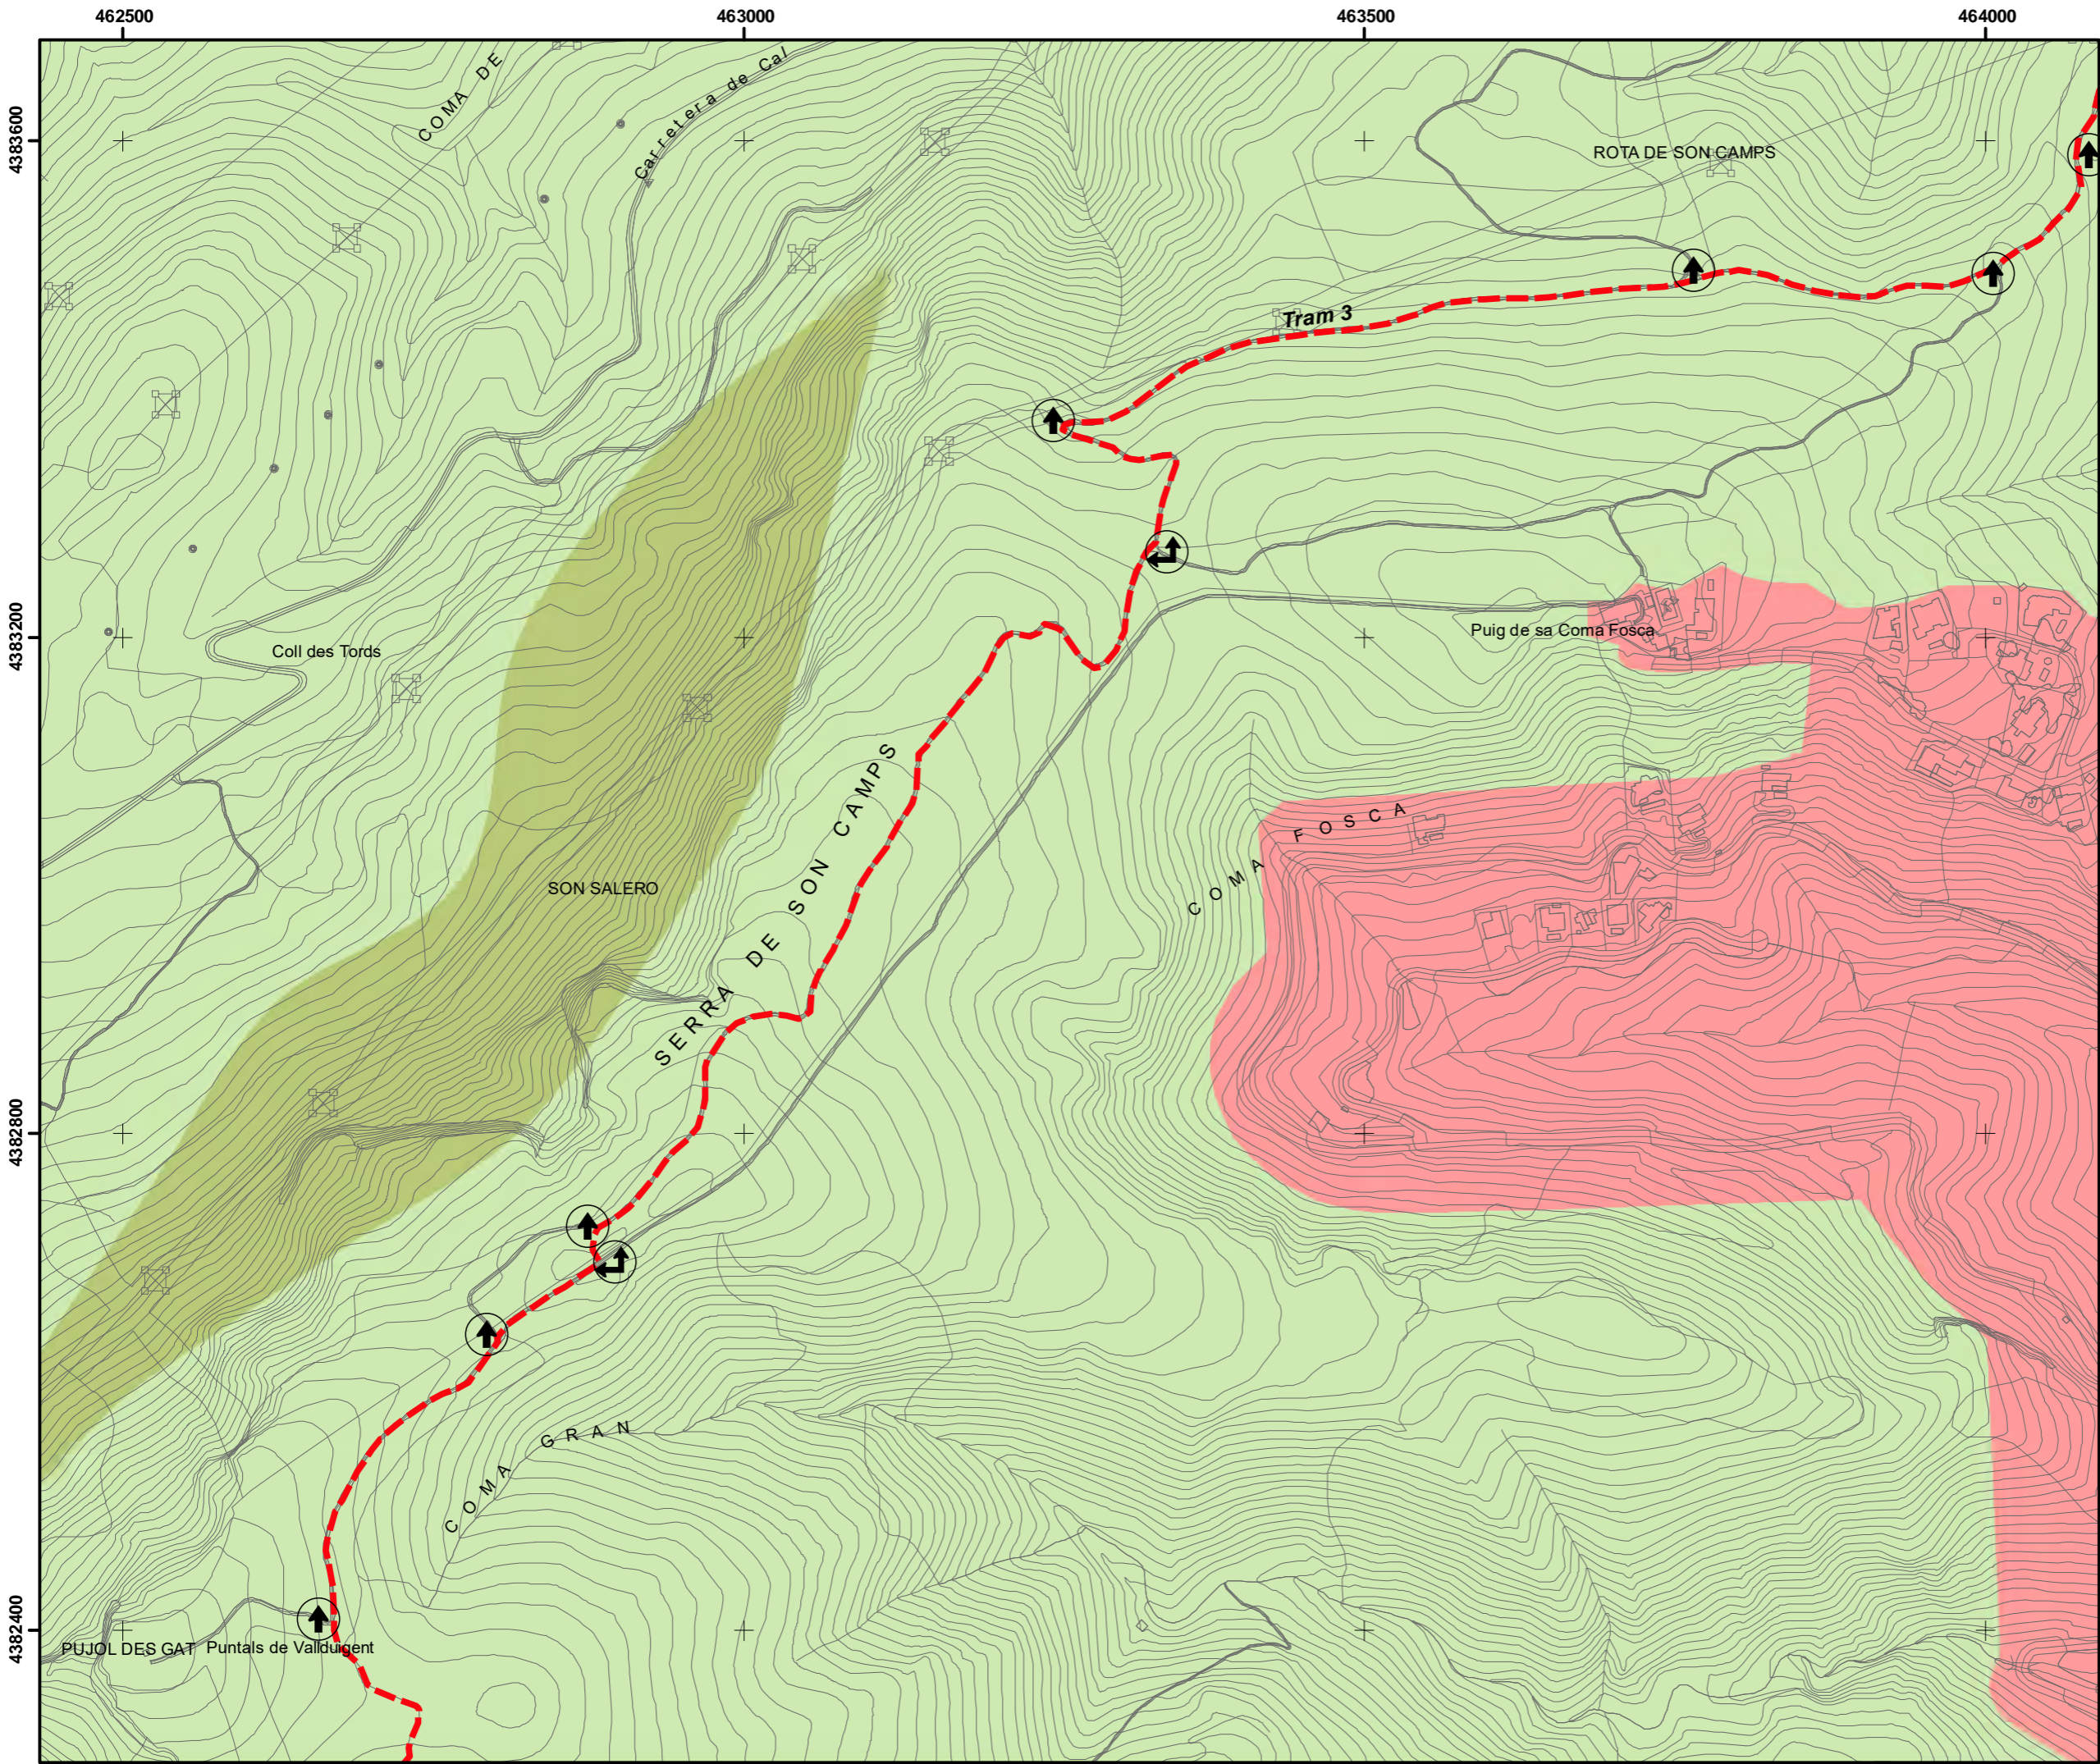 462500
463000
463500
464000
4383600
4383200
4382800
4382400
COMA DE
Carretera de Cal
ROTA DE SON CAMPS
Tram 3
Puig de sa Coma Fosca
Coll des Tords
SERRA DE SON CAMPS
COMA FOSCA
SON SALERO
COMA GRAN
PUJOL DES GAT
Puntals de Valldurgent